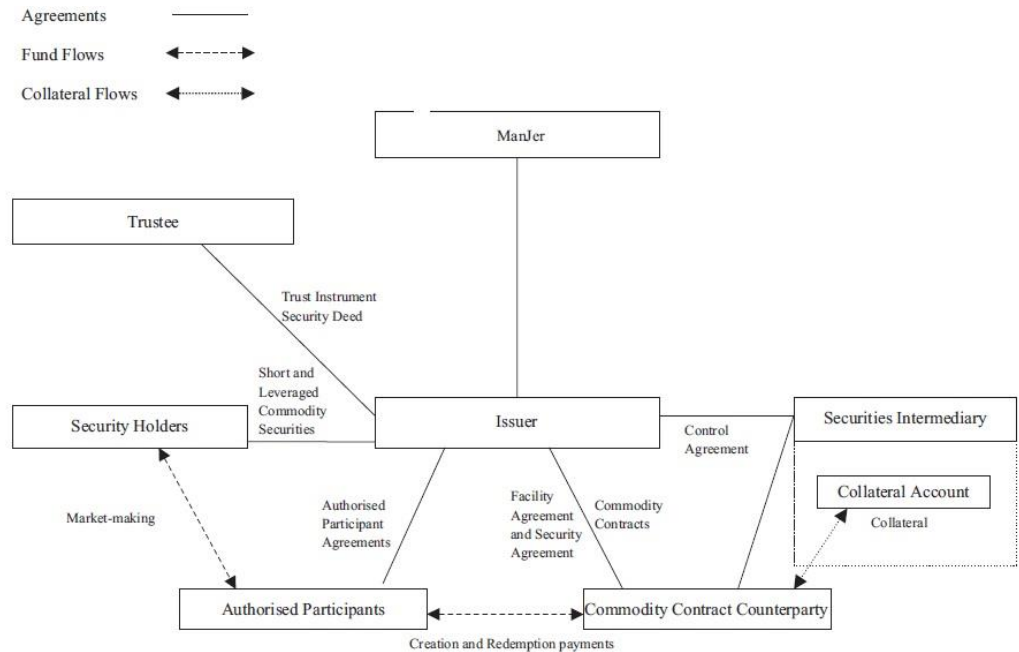 Agreements
Fund Flows
Collateral Flows
ManJer
Trustee
Trust Instrument
Security Deed
Short and
Leveraged
Commodity
Securities
Security Holders
Issuer
Securities Intermediary
Control
Agreement
Collateral Account
Collateral
Market-making
Authorised
Participant
Agreements
Facility
Agreement
and Security
Agreement
Commodity
Contracts
Authorised Participants
Commodity Contract Counterparty
Creation and Redemption payments